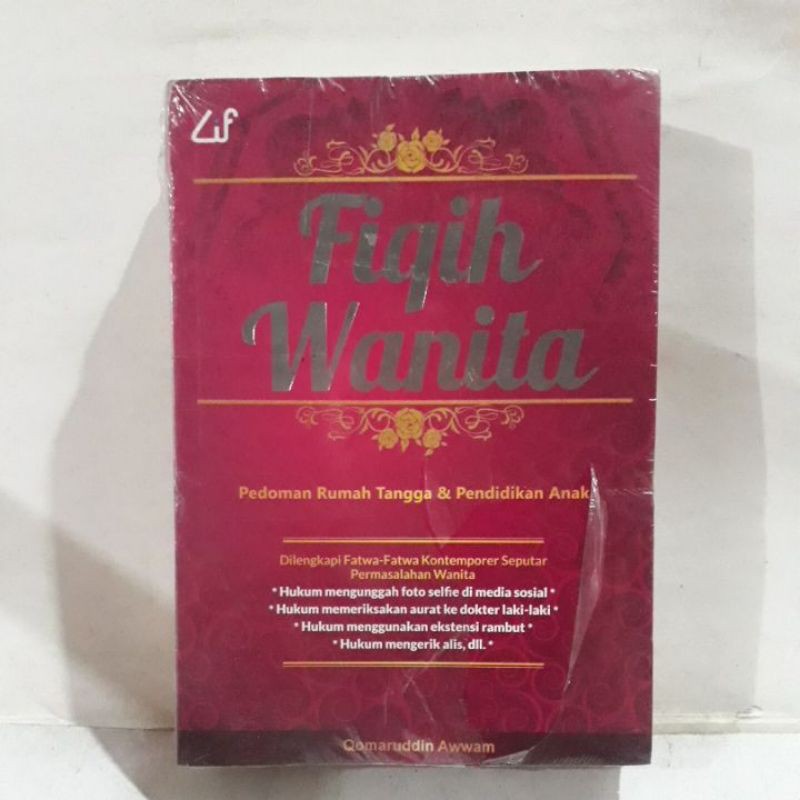 Lif
Fiqih
Wanita
Pedoman Rumah Tangga & Pendidikan Anak
Dilengkapi Fatwa-Fatwa Kontemporer Seputar
Permasalahan Wanita
* Hukum mengunggah foto selfie di media sosial *
* Hukum memeriksakan aurat ke dokter laki-laki *
* Hukum menggunakan ekstensi rambut *
* Hukum mengerik alis, dll. *
Qomaruddin Awwam